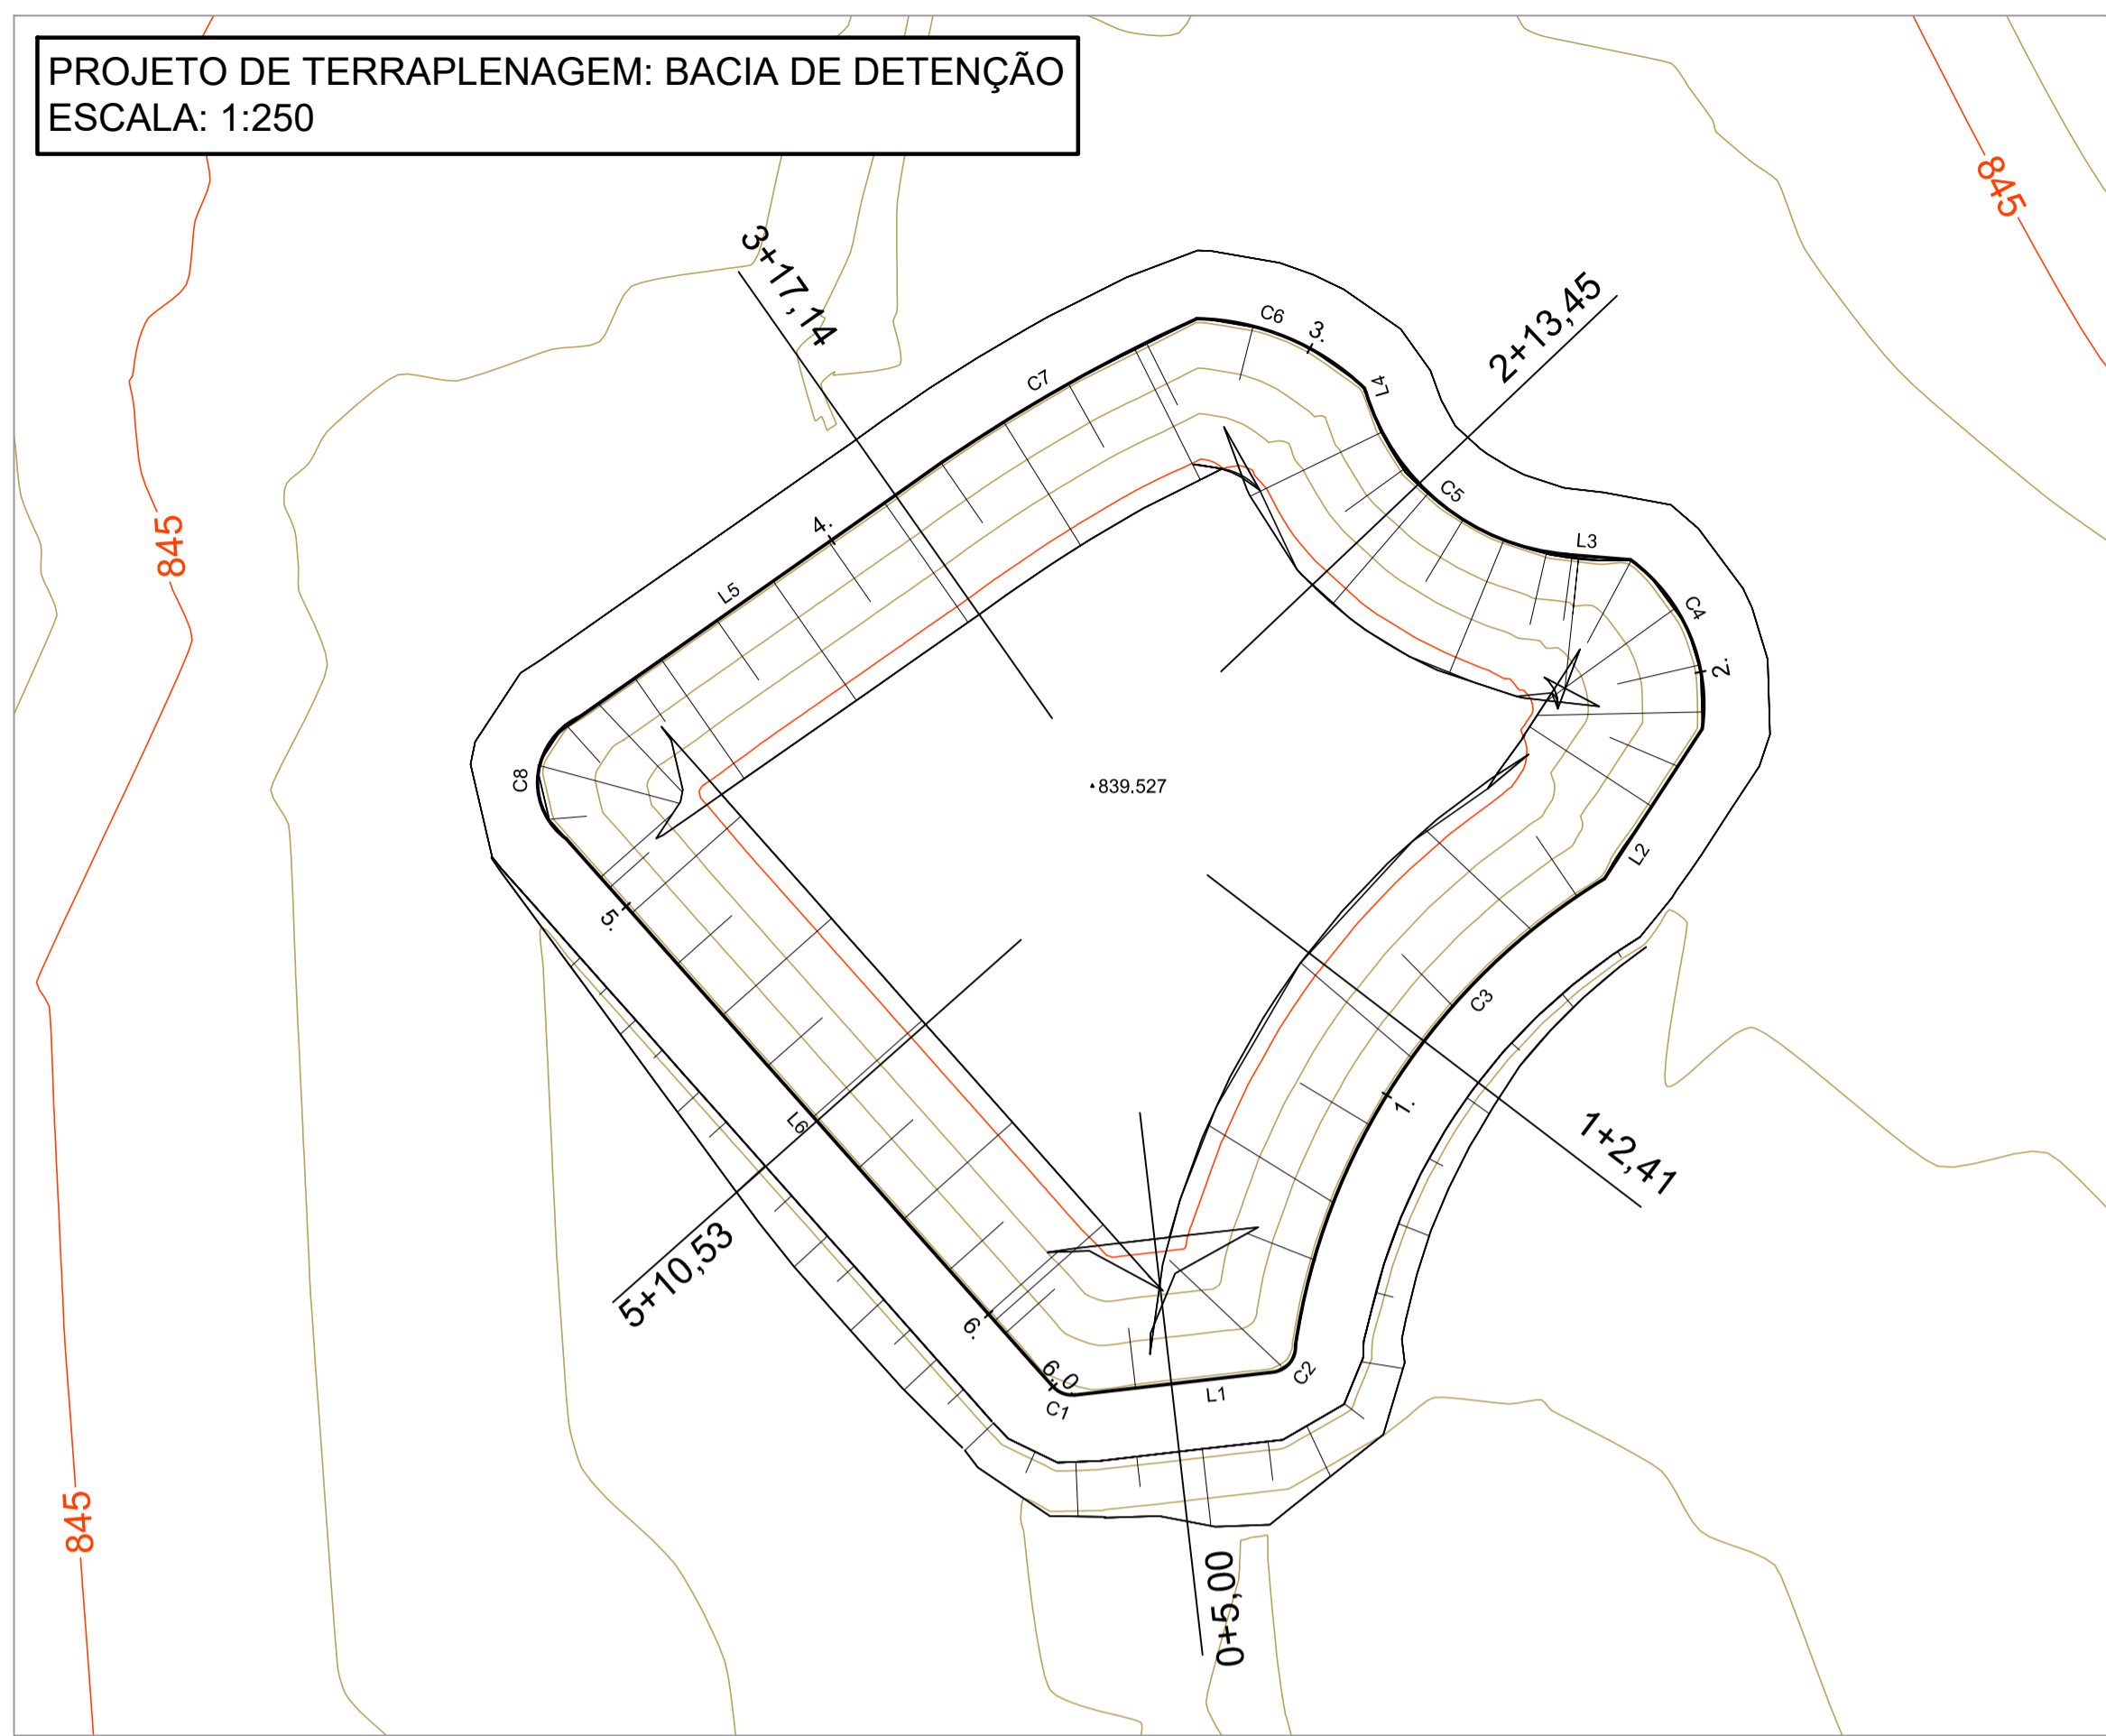 PROJETO DE TERRAPLENAGEM: BACIA DE DETENÇÃO
ESCALA: 1:250
845
3+17,14
2+13,45
C6
3.
L4
C7
C5
4.
845
L3
L5
C4
2.
C8
839.527
L2
5.
C3
1.
1+2,41
L6
5+10,53
6.
6.0.
C1
L1
C2
845
0+5,00